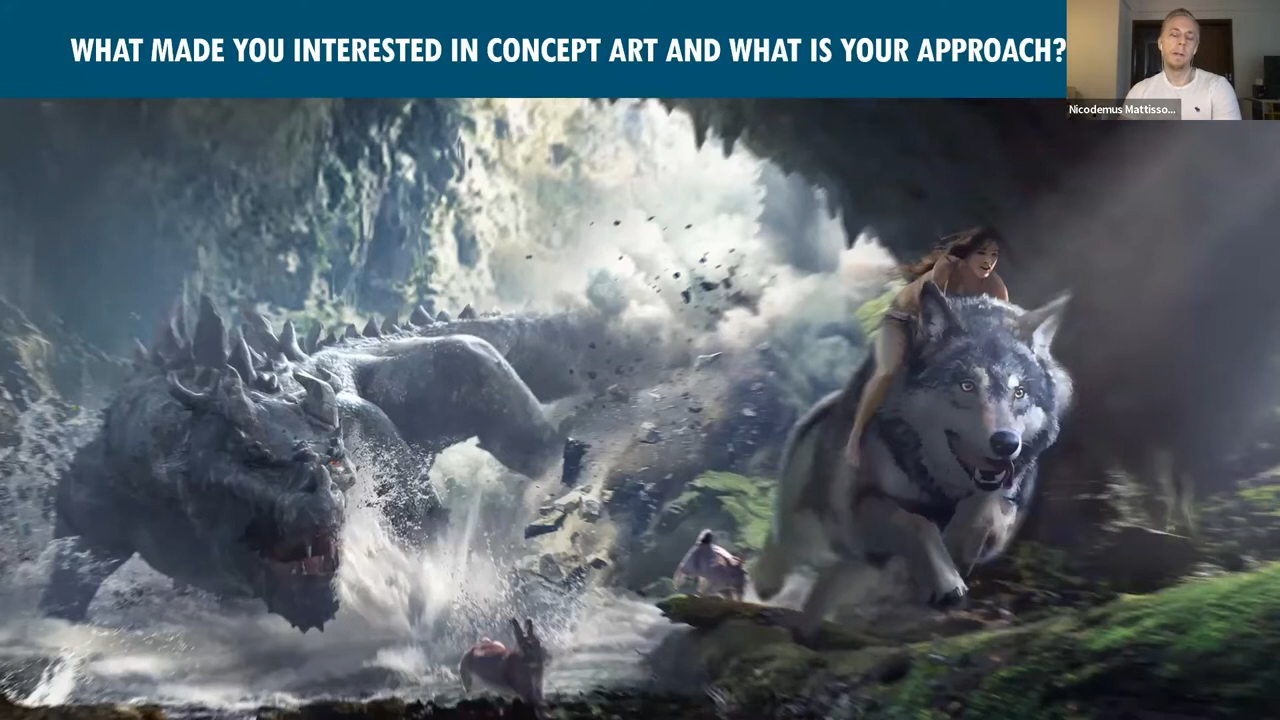 WHAT MADE YOU INTERESTED IN CONCEPT ART AND WHAT IS YOUR APPROACH?
Nicodemus Mattisso...